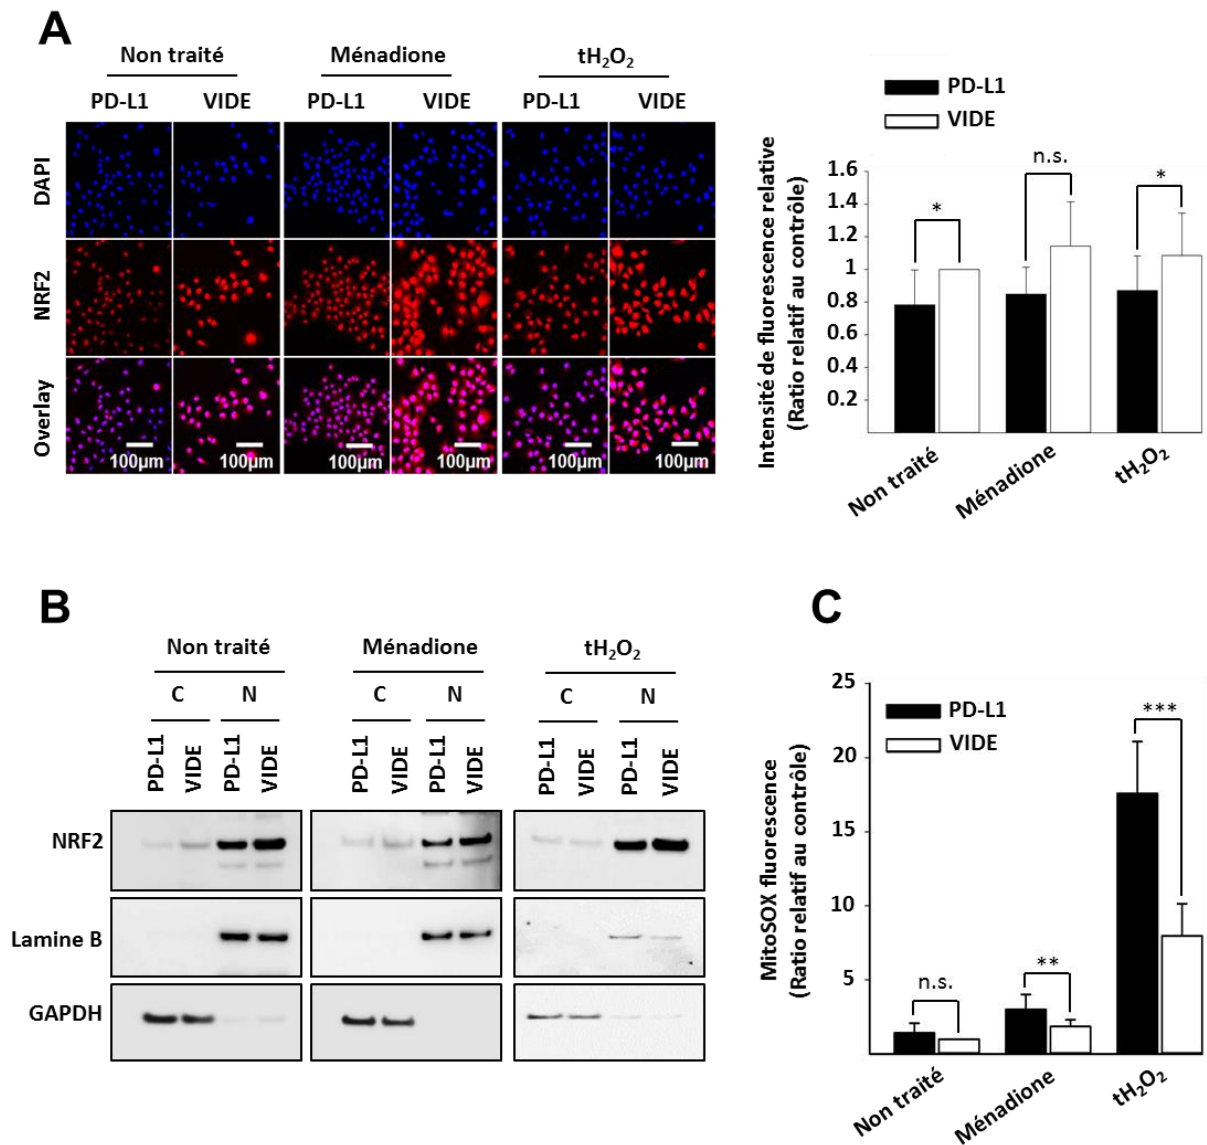 A
Non traité
Ménadione
tH₂O₂
PD-L1
VIDE
PD-L1
VIDE
PD-L1
VIDE
DAPI
NRF2
Overlay
100µm
100µm
100µm
100µm
100µm
100µm
PD-L1
VIDE
Intensité de fluorescence relative
(Ratio relatif au contrôle)
1.6
1.4
1.2
1
0.8
0.6
0.4
0.2
*
n.s.
*
Non traité
Ménadione
tH₂O₂
B
Non traité
Ménadione
tH₂O₂
C
N
C
N
C
N
PD-L1
VIDE
PD-L1
VIDE
PD-L1
VIDE
PD-L1
VIDE
PD-L1
VIDE
PD-L1
VIDE
NRF2
Lamine B
GAPDH
C
PD-L1
VIDE
MitoSOX fluorescence
(Ratio relatif au contrôle)
25
20
15
10
5
n.s.
**
***
Non traité
Ménadione
tH₂O₂